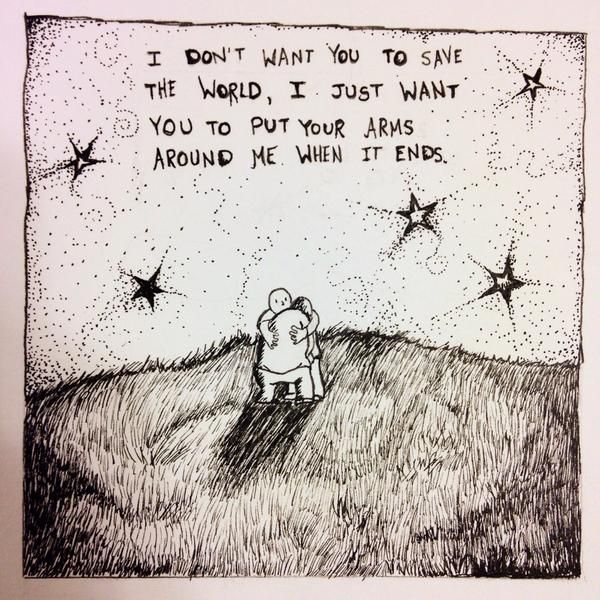 I DON'T WANT YOU TO SAVE
THE WORLD, I JUST WANT
YOU TO PUT YOUR ARMS
AROUND ME WHEN IT ENDS.